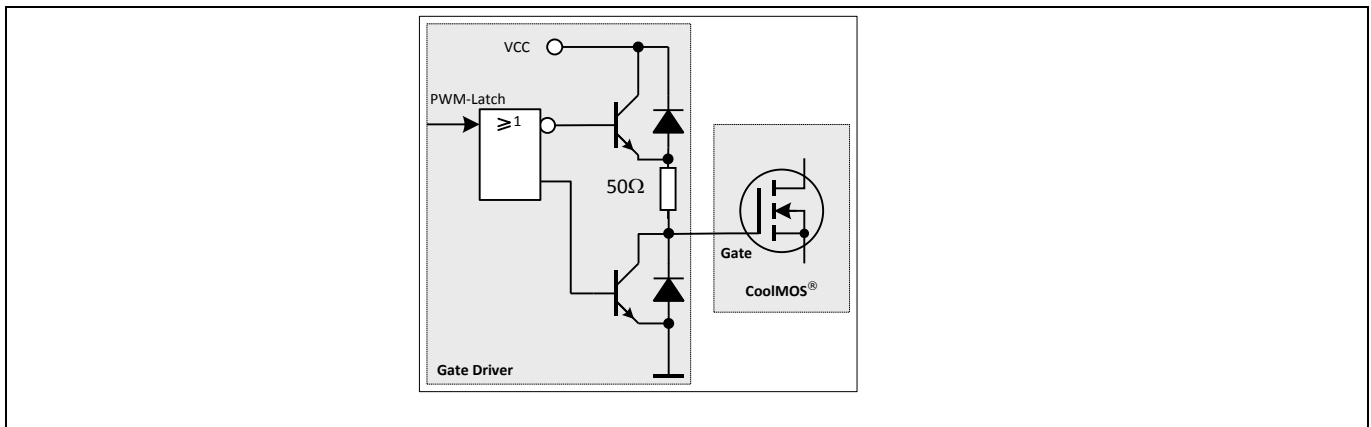 VCC
PWM-Latch
≥1
50Ω
Gate
CoolMOS®
Gate Driver